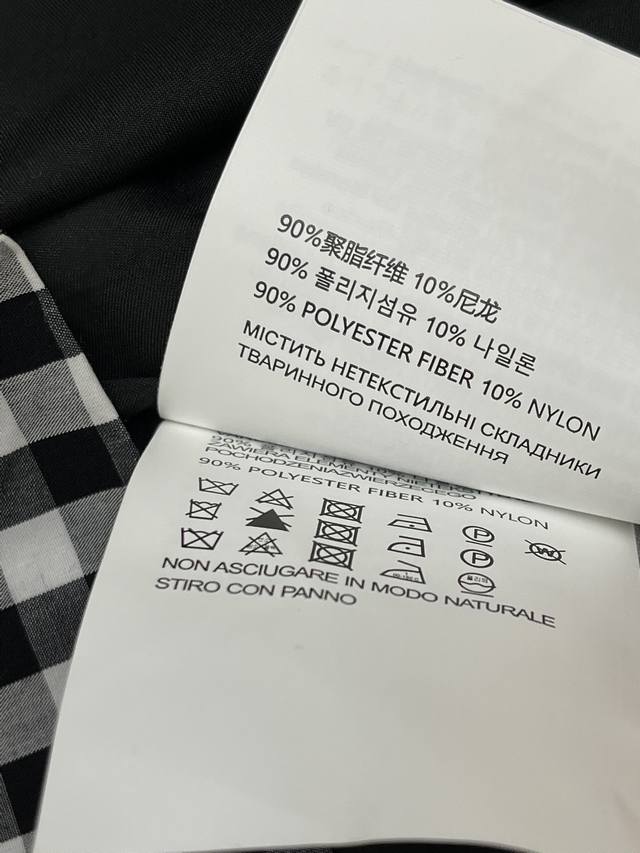 90%聚脂纤维 10%尼龙
90% 폴리지섬유 10% 나일론
90% POLYESTER FIBER 10% NYLON
МІСТИТЬ НЕТЕКСТИЛЬНІ СКЛАДНИКИ
ТВАРИННОГО ПОХОДЖЕННЯ
POCHODZENIAZWIERZECEGO
90% POLYESTER FIBER 10% NYLON
P
P
W
NON ASCIUGARE IN MODO NATURALE
STIRO CON PANNO